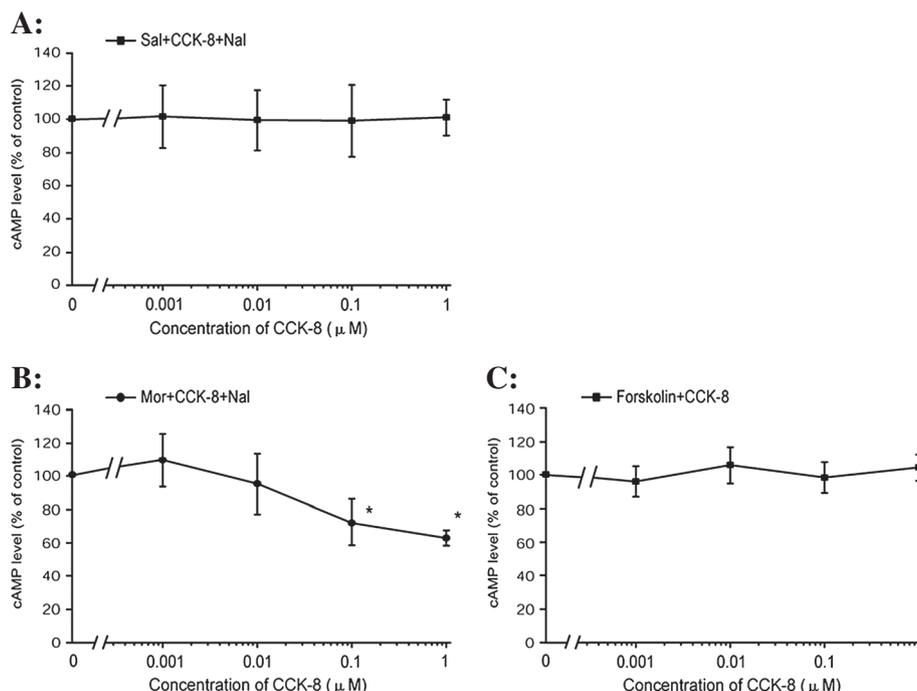 A:
Sal+CCK-8+Nal
140
120
100
80
60
40
20
0
cAMP level (% of control)
0 0.001 0.01 0.1 1
Concentration of CCK-8 (μM)
B:
Mor+CCK-8+Nal
140
120
100
80
60
40
20
0
cAMP level (% of control)
*
*
0 0.001 0.01 0.1 1
Concentration of CCK-8 (μM)
C:
Forskolin+CCK-8
140
120
100
80
60
40
20
0
cAMP level (% of control)
0 0.001 0.01 0.1
Concentration of CCK-8 (μM)